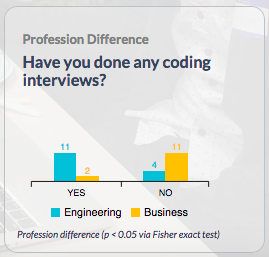 Profession Difference
Have you done any coding
interviews?
11
2
4
11
YES NO
Engineering Business
Profession difference (p < 0.05 via Fisher exact test)